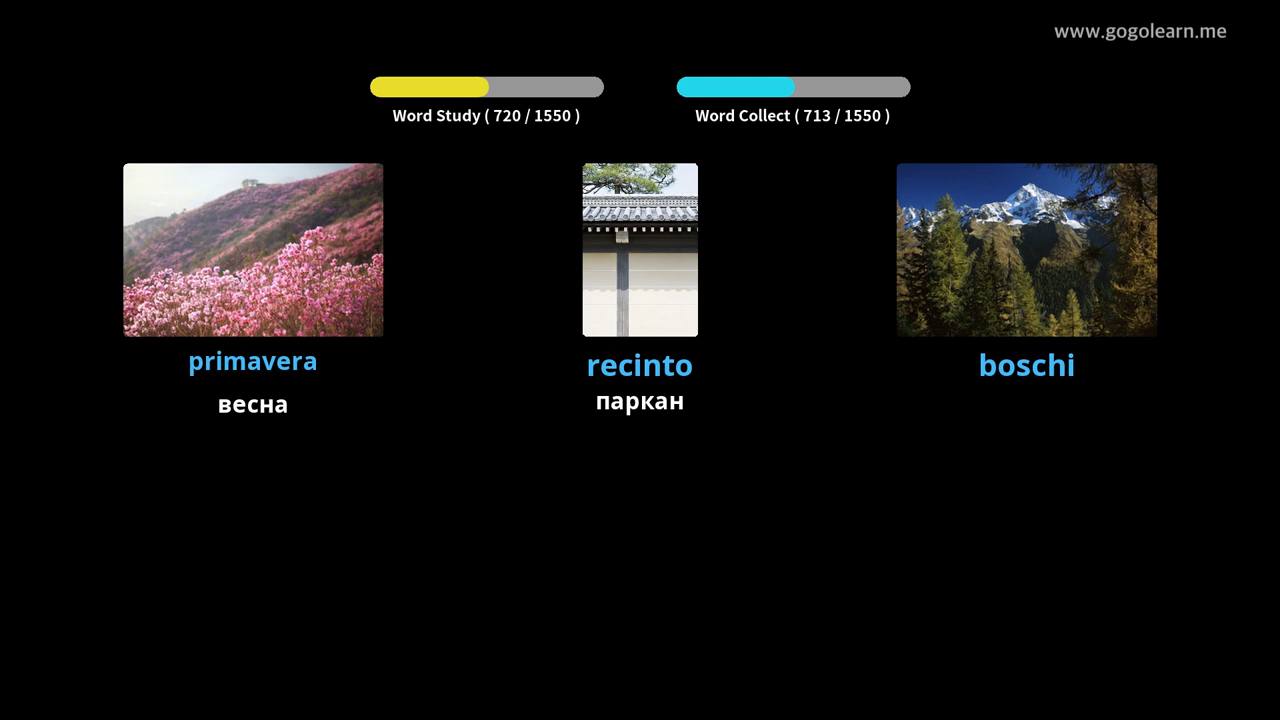 www.gogolearn.me
Word Study ( 720 / 1550 )
Word Collect ( 713 / 1550 )
primavera
весна
recinto
паркан
boschi